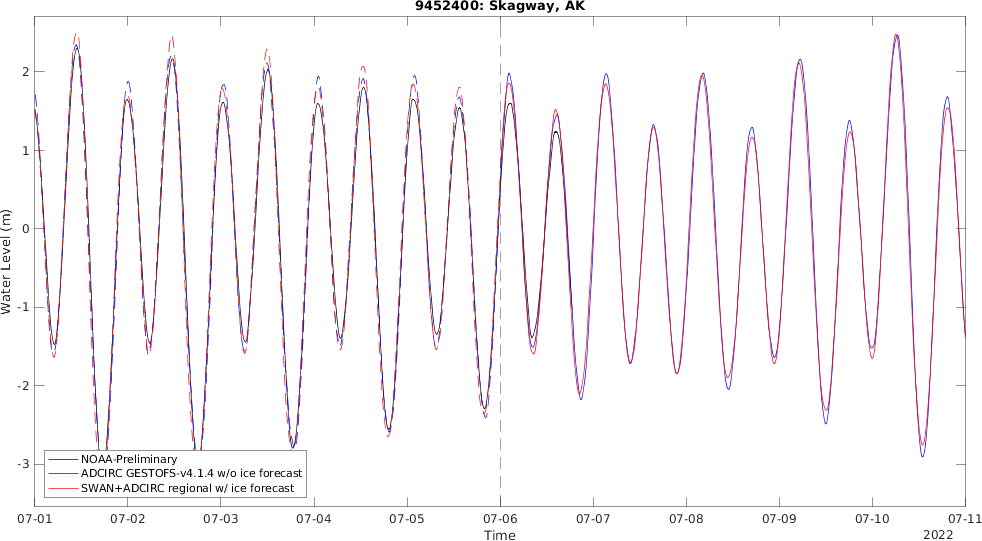 9452400: Skagway, AK
Water Level (m)
2
1
0
-1
-2
-3
NOAA-Preliminary
ADCIRC GESTOFS-v4.1.4 w/o ice forecast
SWAN+ADCIRC regional w/ ice forecast
07-01 07-02 07-03 07-04 07-05 07-06 07-07 07-08 07-09 07-10 07-11
Time
2022